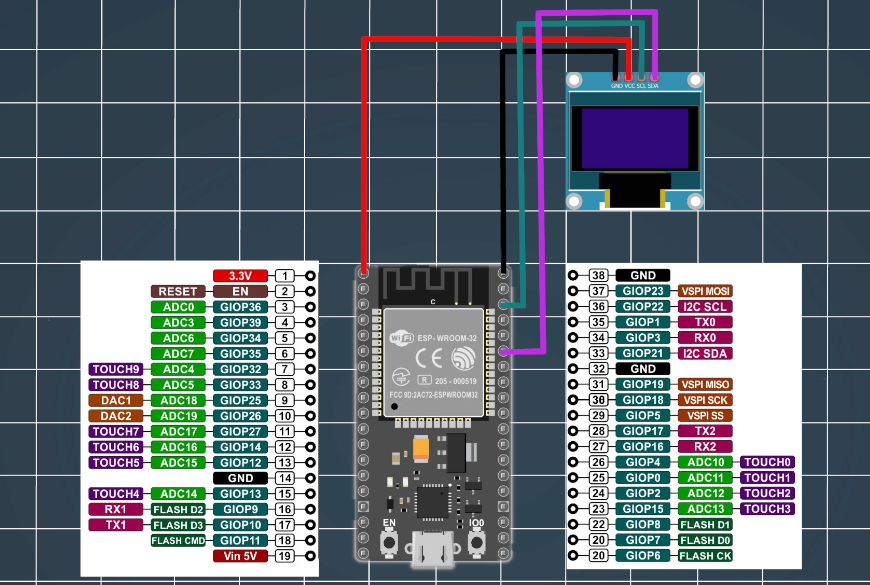 GND VCC SCL SDA
3.3V 1
RESET EN 2
ADC0 GIOP36 3
ADC3 GIOP39 4
ADC6 GIOP34 5
ADC7 GIOP35 6
TOUCH9 ADC4 GIOP32 7
TOUCH8 ADC5 GIOP33 8
DAC1 ADC18 GIOP25 9
DAC2 ADC19 GIOP26 10
TOUCH7 ADC17 GIOP27 11
TOUCH6 ADC16 GIOP14 12
TOUCH5 ADC15 GIOP12 13
GND 14
TOUCH4 ADC14 GIOP13 15
RX1 FLASH D2 GIOP9 16
TX1 FLASH D3 GIOP10 17
FLASH CMD GIOP11 18
Vin 5V 19
C
Wi Fi ESP-WROOM-32
CE
R 205-000519
FCC 9D:2AC72-ESPWROOM32
EN IO0
38 GND
37 GIOP23 VSPI MOSI
36 GIOP22 I2C SCL
35 GIOP1 TX0
34 GIOP3 RX0
33 GIOP21 I2C SDA
32 GND
31 GIOP19 VSPI MISO
30 GIOP18 VSPI SCK
29 GIOP5 VSPI SS
28 GIOP17 TX2
27 GIOP16 RX2
26 GIOP4 ADC10 TOUCH0
25 GIOP0 ADC11 TOUCH1
24 GIOP2 ADC12 TOUCH2
23 GIOP15 ADC13 TOUCH3
22 GIOP8 FLASH D1
20 GIOP7 FLASH D0
20 GIOP6 FLASH CK